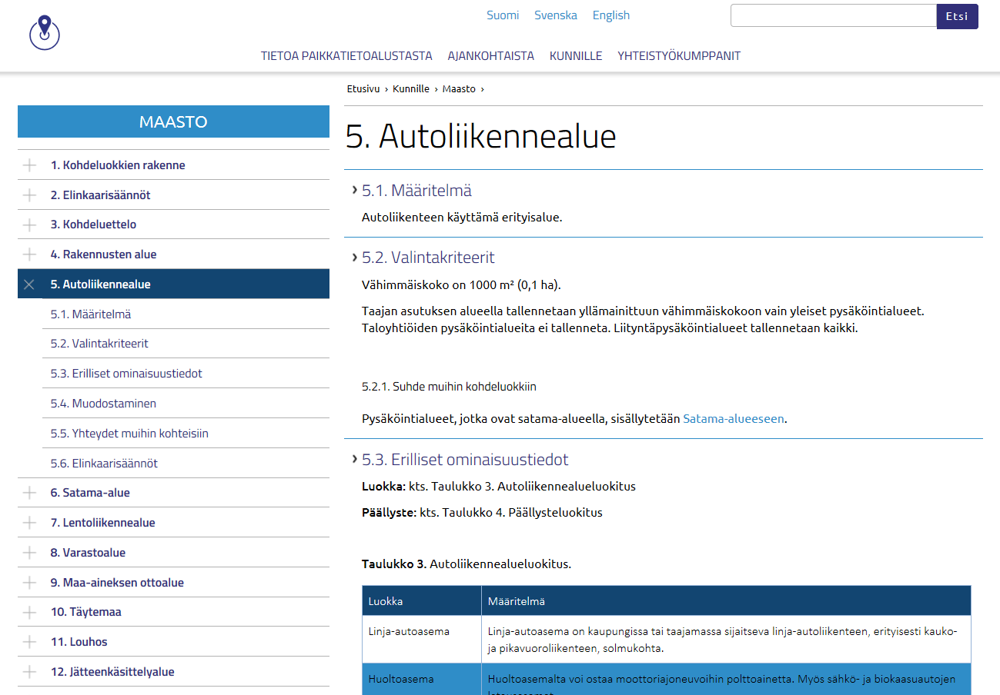 Suomi Svenska English
Etsi
TIETOA PAIKKATIETOALUSTASTA AJANKOHTAISTA KUNNILLE YHTEISTYÖKUMPPANIT
Etusivu › Kunnille › Maasto ›
MAASTO
1. Kohdeluokkien rakenne
2. Elinkaarisäännöt
3. Kohdeluettelo
4. Rakennusten alue
5. Autoliikennealue
5.1. Määritelmä
5.2. Valintakriteerit
5.3. Erilliset ominaisuustiedot
5.4. Muodostaminen
5.5. Yhteydet muihin kohteisiin
5.6. Elinkaarisäännöt
6. Satama-alue
7. Lentoliikennealue
8. Varastoalue
9. Maa-aineksen ottoalue
10. Täytemaa
11. Louhos
12. Jätteenkäsittelyalue
5. Autoliikennealue
5.1. Määritelmä
Autoliikenteen käyttämä erityisalue.
5.2. Valintakriteerit
Vähimmäiskoko on 1000 m² (0,1 ha).
Taajan asutuksen alueella tallennetaan yllämainittuun vähimmäiskokoon vain yleiset pysäköintialueet.
Taloyhtiöiden pysäköintialueita ei tallenneta. Liityntäpysäköintialueet tallennetaan kaikki.
5.2.1. Suhde muihin kohdeluokkiin
Pysäköintialueet, jotka ovat satama-alueella, sisällytetään Satama-alueeseen.
5.3. Erilliset ominaisuustiedot
Luokka: kts. Taulukko 3. Autoliikennealueluokitus
Päällyste: kts. Taulukko 4. Päällysteluokitus
Taulukko 3. Autoliikennealueluokitus.
Luokka Määritelmä
Linja-autoasema Linja-autoasema on kaupungissa tai taajamassa sijaitseva linja-autoliikenteen, erityisesti kauko-
ja pikavuoroliikenteen, solmukohta.
Huoltoasema Huoltoasemalta voi ostaa moottoriajoneuvoihin polttoainetta. Myös sähkö- ja biokaasuautojen